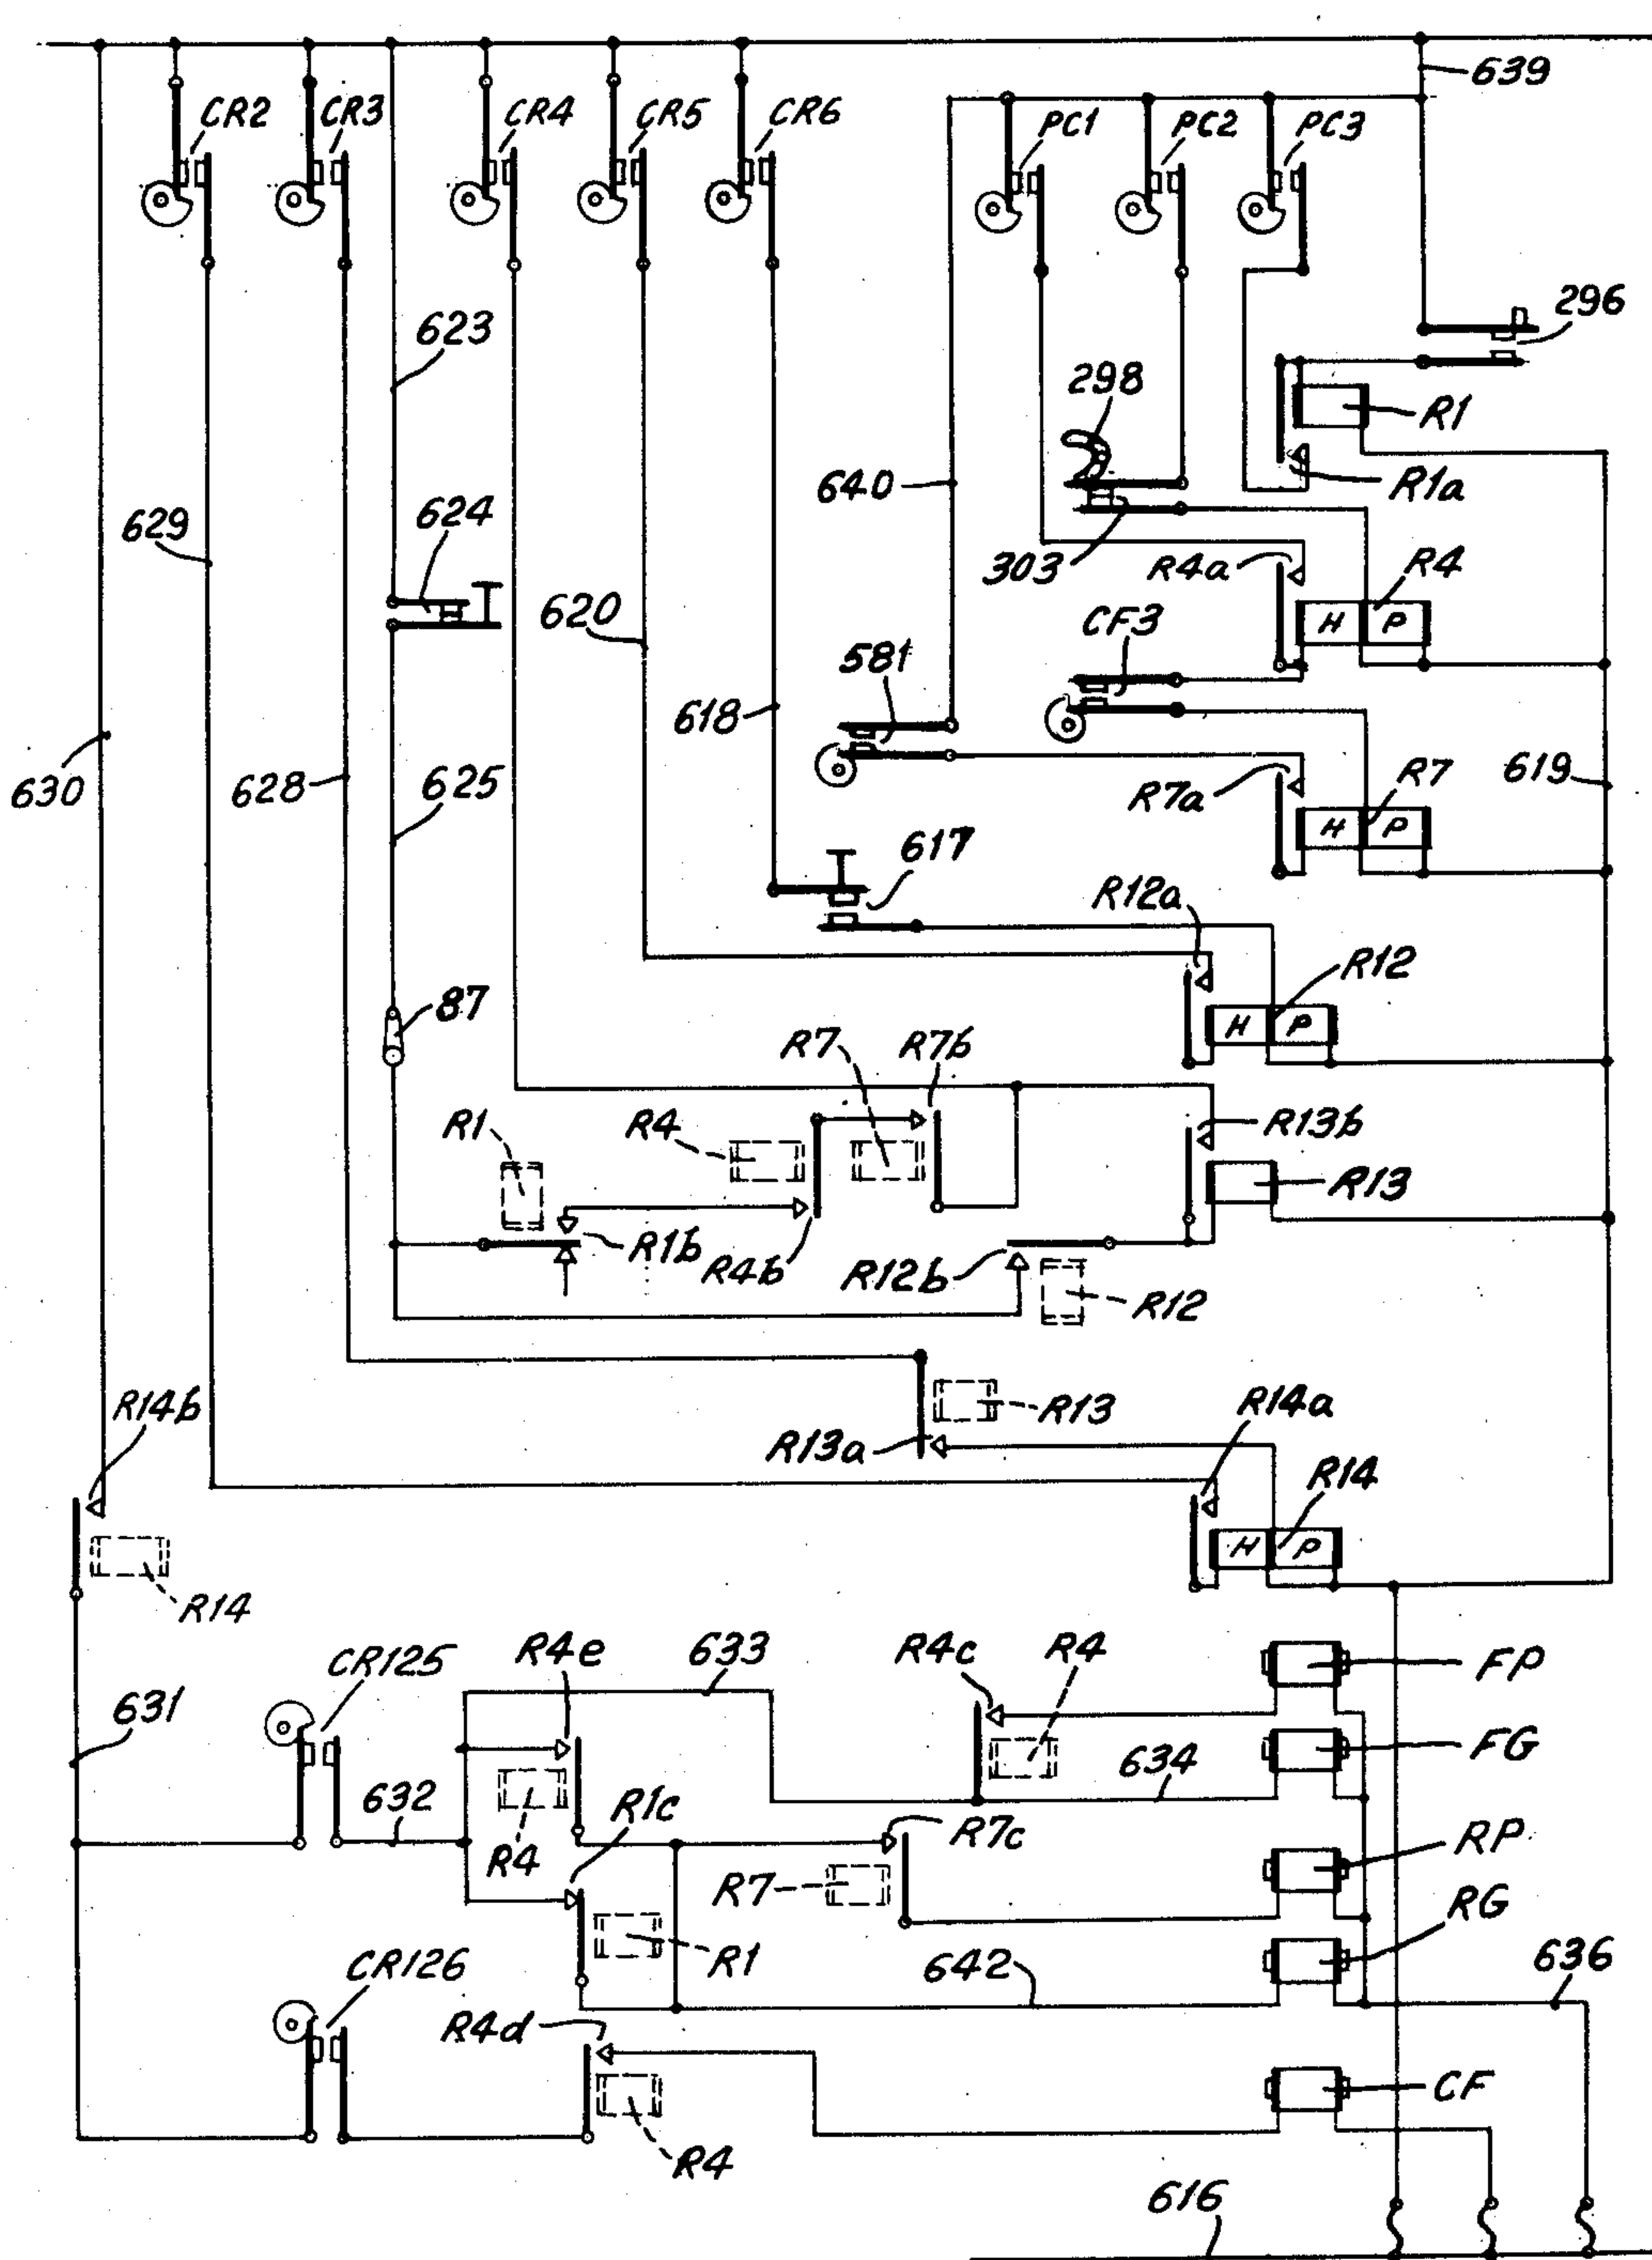 639
CR2
CR3
CR4
CR5
CR6
PC1
PC2
PC3
296
623
298
R1
R1a
640
624
629
303
R4a
R4
H
P
620
CF3
581
618
630
628
625
R7a
R7
619
H
P
617
R12a
R12
87
H
P
R7
R7b
R1
R4
R13b
R13
R1b
R4b
R12b
R12
R14b
R13
R14a
R13a
R14
H
P
R14
CR125
R4e
633
R4c
R4
FP
631
634
FG
632
R1c
R7c
R4
RP
R7
RG
R1
CR126
642
636
R4d
CF
R4
616